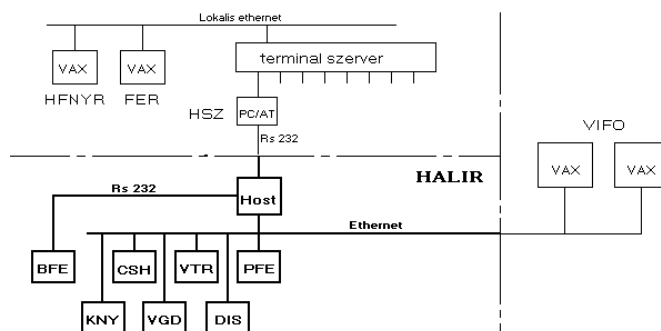 Lokalis ethernet
VAX
VAX
terminal szerver
HFNYR
FER
HSZ
PC/AT
Rs 232
VIFO
VAX
VAX
HALIR
Rs 232
Host
Ethernet
BFE
CSH
VTR
PFE
KNY
VGD
DIS